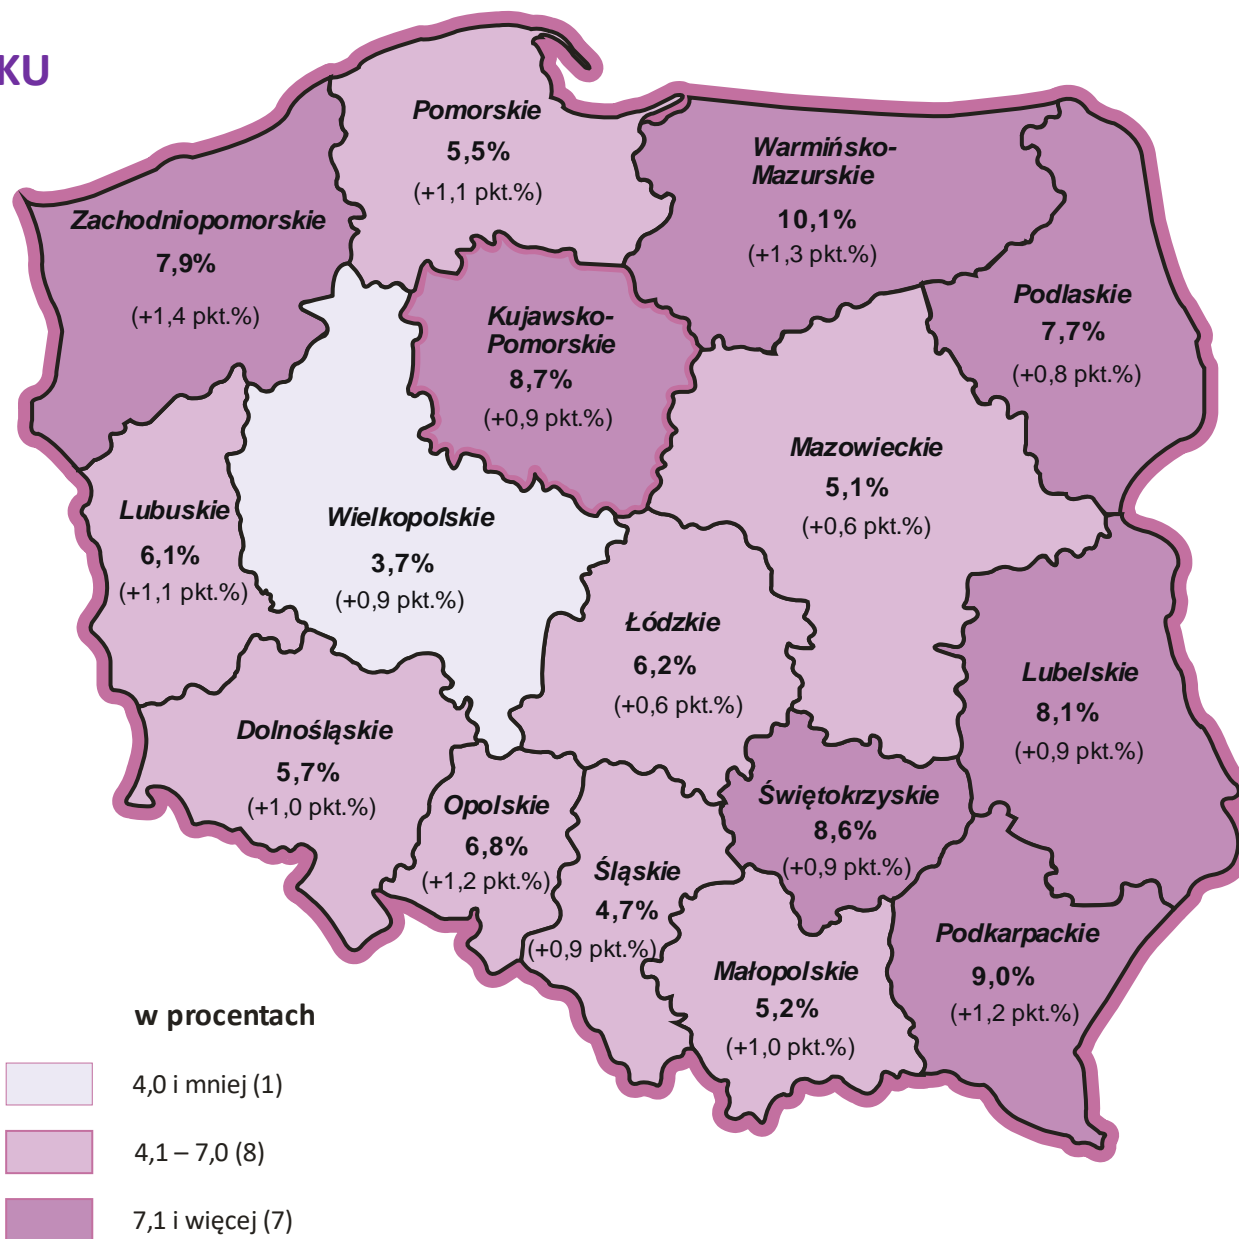 KU
Pomorskie
5,5%
(+1,1 pkt.%)
Warmińsko-
Mazurskie
10,1%
(+1,3 pkt.%)
Zachodniopomorskie
7,9%
(+1,4 pkt.%)
Podlaskie
7,7%
(+0,8 pkt.%)
Kujawsko-
Pomorskie
8,7%
(+0,9 pkt.%)
Mazowieckie
5,1%
(+0,6 pkt.%)
Lubuskie
6,1%
(+1,1 pkt.%)
Wielkopolskie
3,7%
(+0,9 pkt.%)
Łódzkie
6,2%
(+0,6 pkt.%)
Lubelskie
8,1%
(+0,9 pkt.%)
Dolnośląskie
5,7%
(+1,0 pkt.%)
Opolskie
6,8%
(+1,2 pkt.%)
Świętokrzyskie
8,6%
(+0,9 pkt.%)
Śląskie
4,7%
(+0,9 pkt.%)
Małopolskie
5,2%
(+1,0 pkt.%)
Podkarpackie
9,0%
(+1,2 pkt.%)
w procentach
4,0 i mniej (1)
4,1 – 7,0 (8)
7,1 i więcej (7)